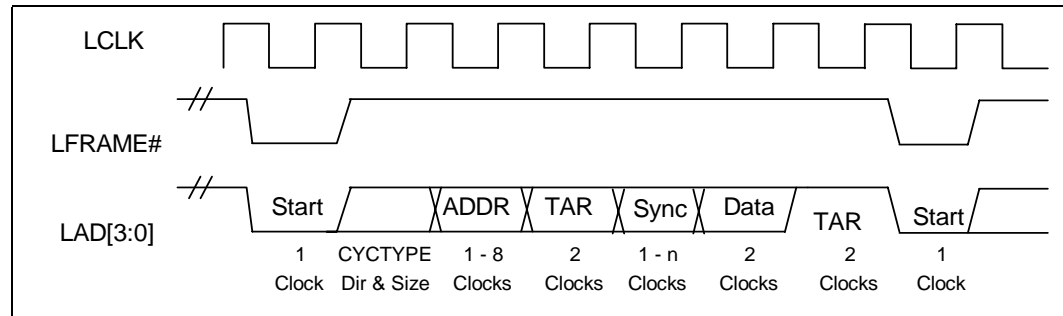 LCLK
LFRAME#
LAD[3:0]
Start ADDR TAR Sync Data TAR Start
1 CYCTYPE 1 - 8 2 1 - n 2 2 1
Clock Dir & Size Clocks Clocks Clocks Clocks Clocks Clock